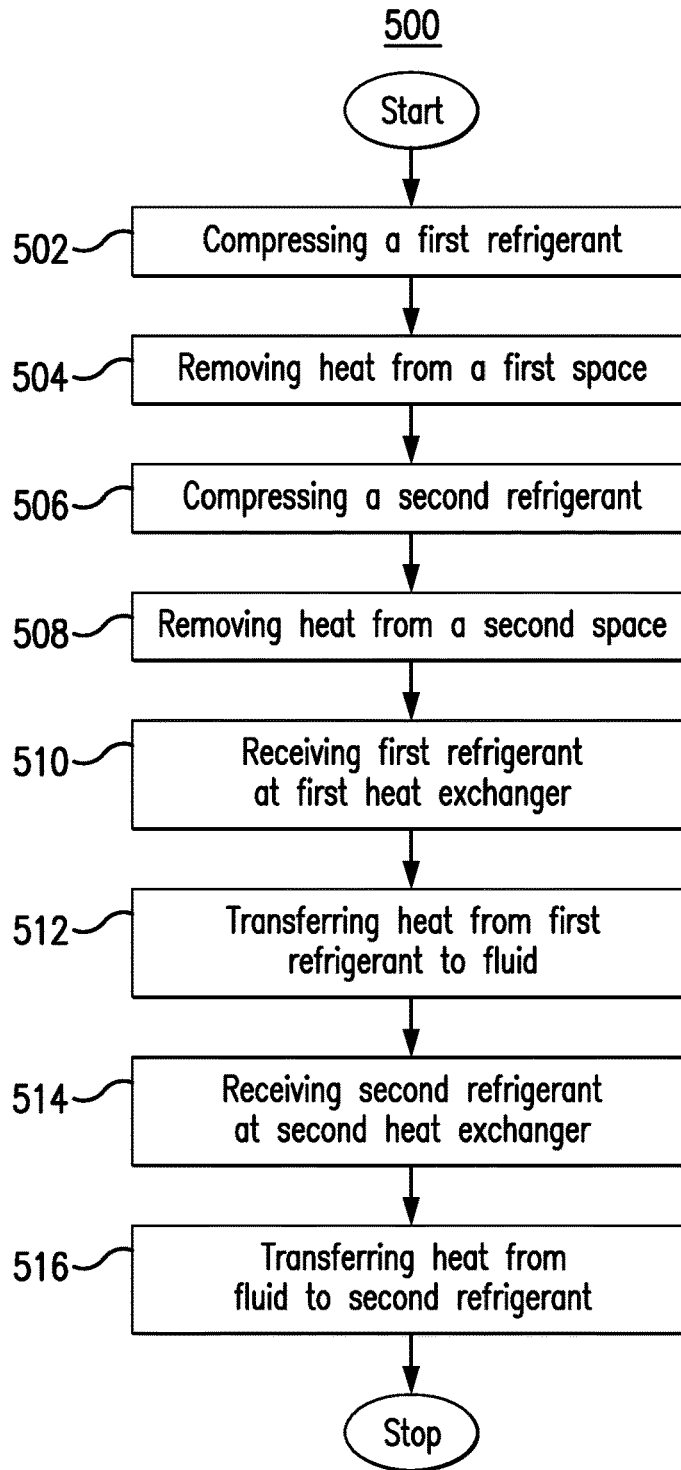 500
Start
502
Compressing a first refrigerant
504
Removing heat from a first space
506
Compressing a second refrigerant
508
Removing heat from a second space
510
Receiving first refrigerant
at first heat exchanger
512
Transferring heat from first
refrigerant to fluid
514
Receiving second refrigerant
at second heat exchanger
516
Transferring heat from
fluid to second refrigerant
Stop